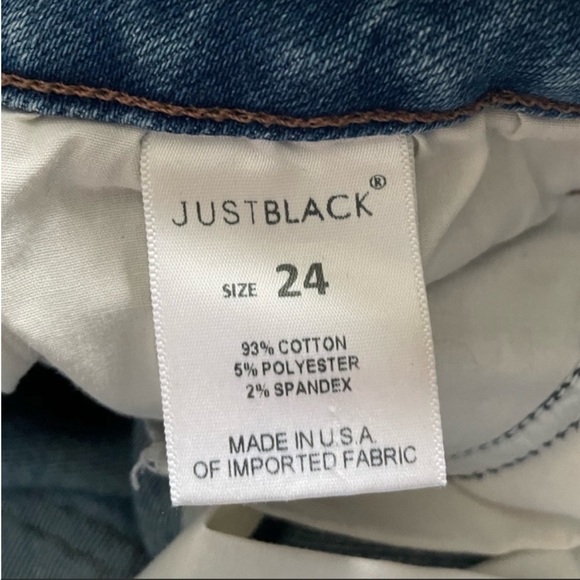 JUSTBLACK®
SIZE 24
93% COTTON
5% POLYESTER
2% SPANDEX
MADE IN U.S.A.
OF IMPORTED FABRIC